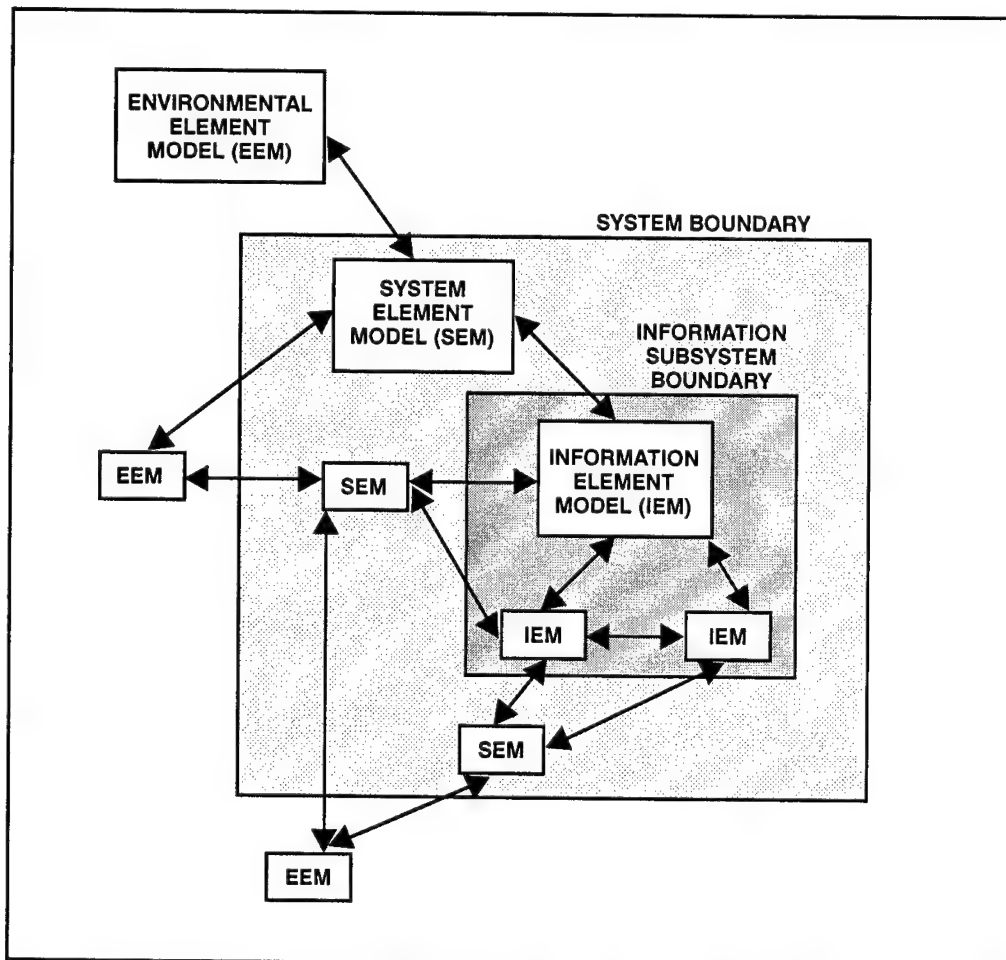 ENVIRONMENTAL
ELEMENT
MODEL (EEM)
SYSTEM BOUNDARY
SYSTEM
ELEMENT
MODEL (SEM)
INFORMATION
SUBSYSTEM
BOUNDARY
EEM
SEM
INFORMATION
ELEMENT
MODEL (IEM)
IEM
IEM
SEM
EEM